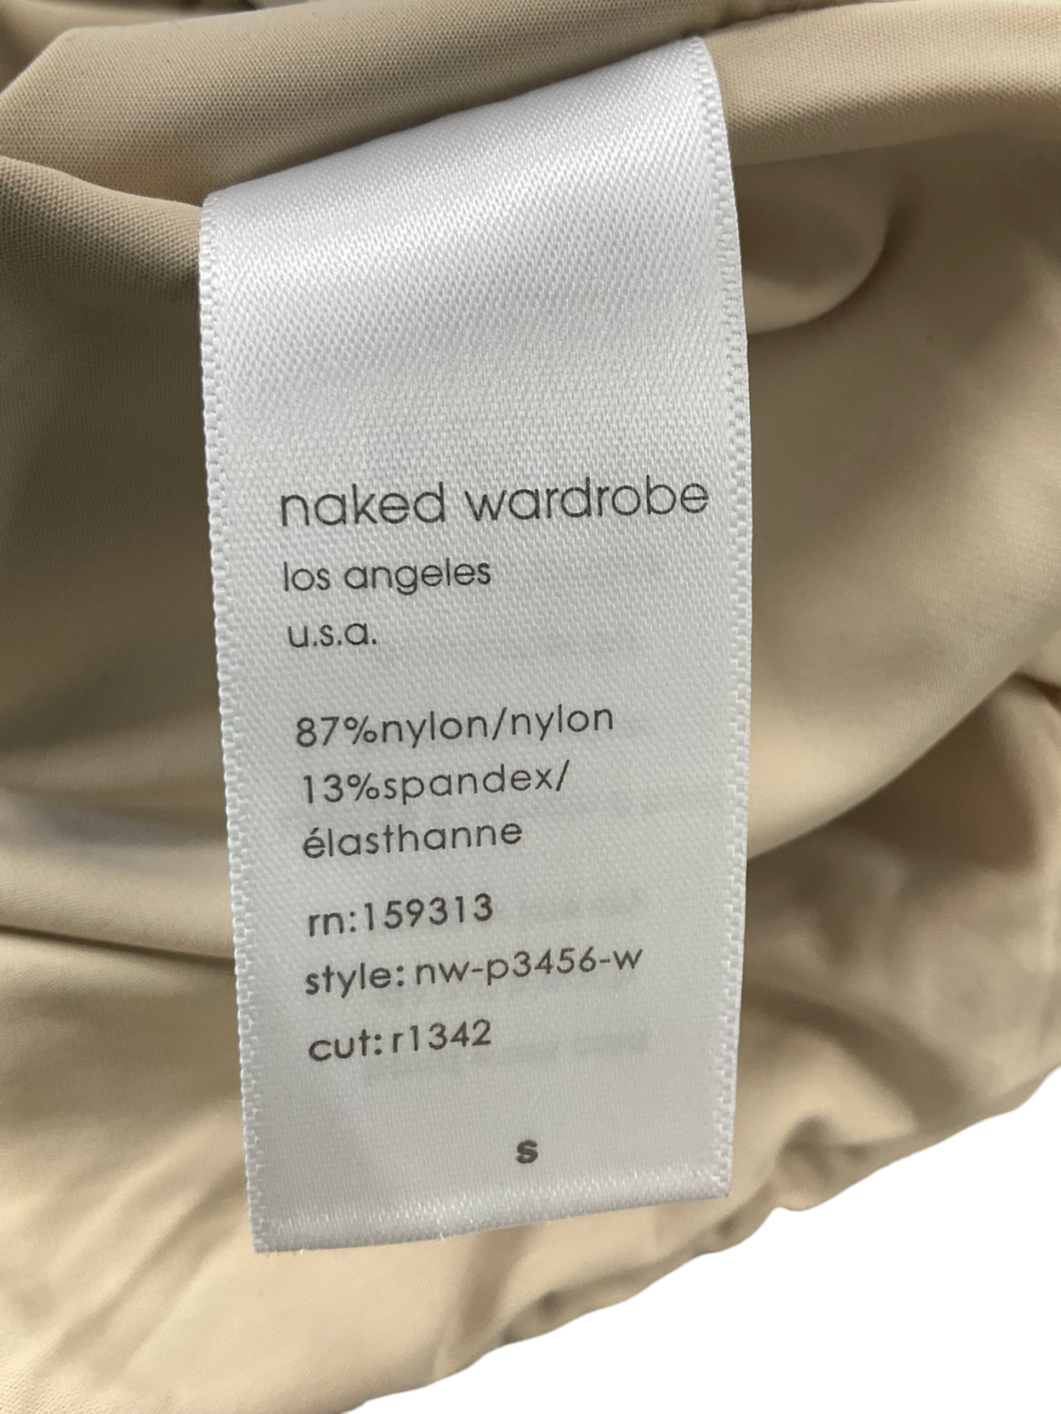 naked wardrobe
los angeles
u.s.a.
87%nylon/nylon
13%spandex/
élasthanne
rn:159313
style: nw-p3456-w
cut: r1342
s